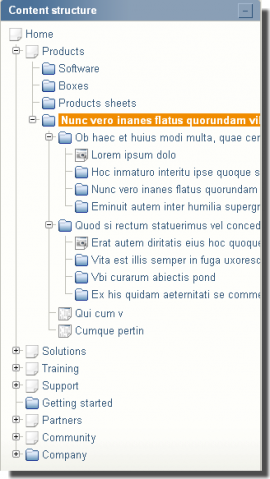 Content structure
Home
Products
Software
Boxes
Products sheets
Nunc vero inanes flatus quorundam vi
Ob haec et huius modi multa, quae cer
Lorem ipsum dolo
Hoc inmaturo interitu ipse quoque s
Nunc vero inanes flatus quorundam
Eminuit autem inter humilia supergr
Quod si rectum statuerimus vel conced
Erat autem diritatis eius hoc quoque
Vita est illis semper in fuga uxoresc
Vbi curarum abiectis pond
Ex his quidam aeternitati se comme
Qui cum v
Cumque pertin
Solutions
Training
Support
Getting started
Partners
Community
Company